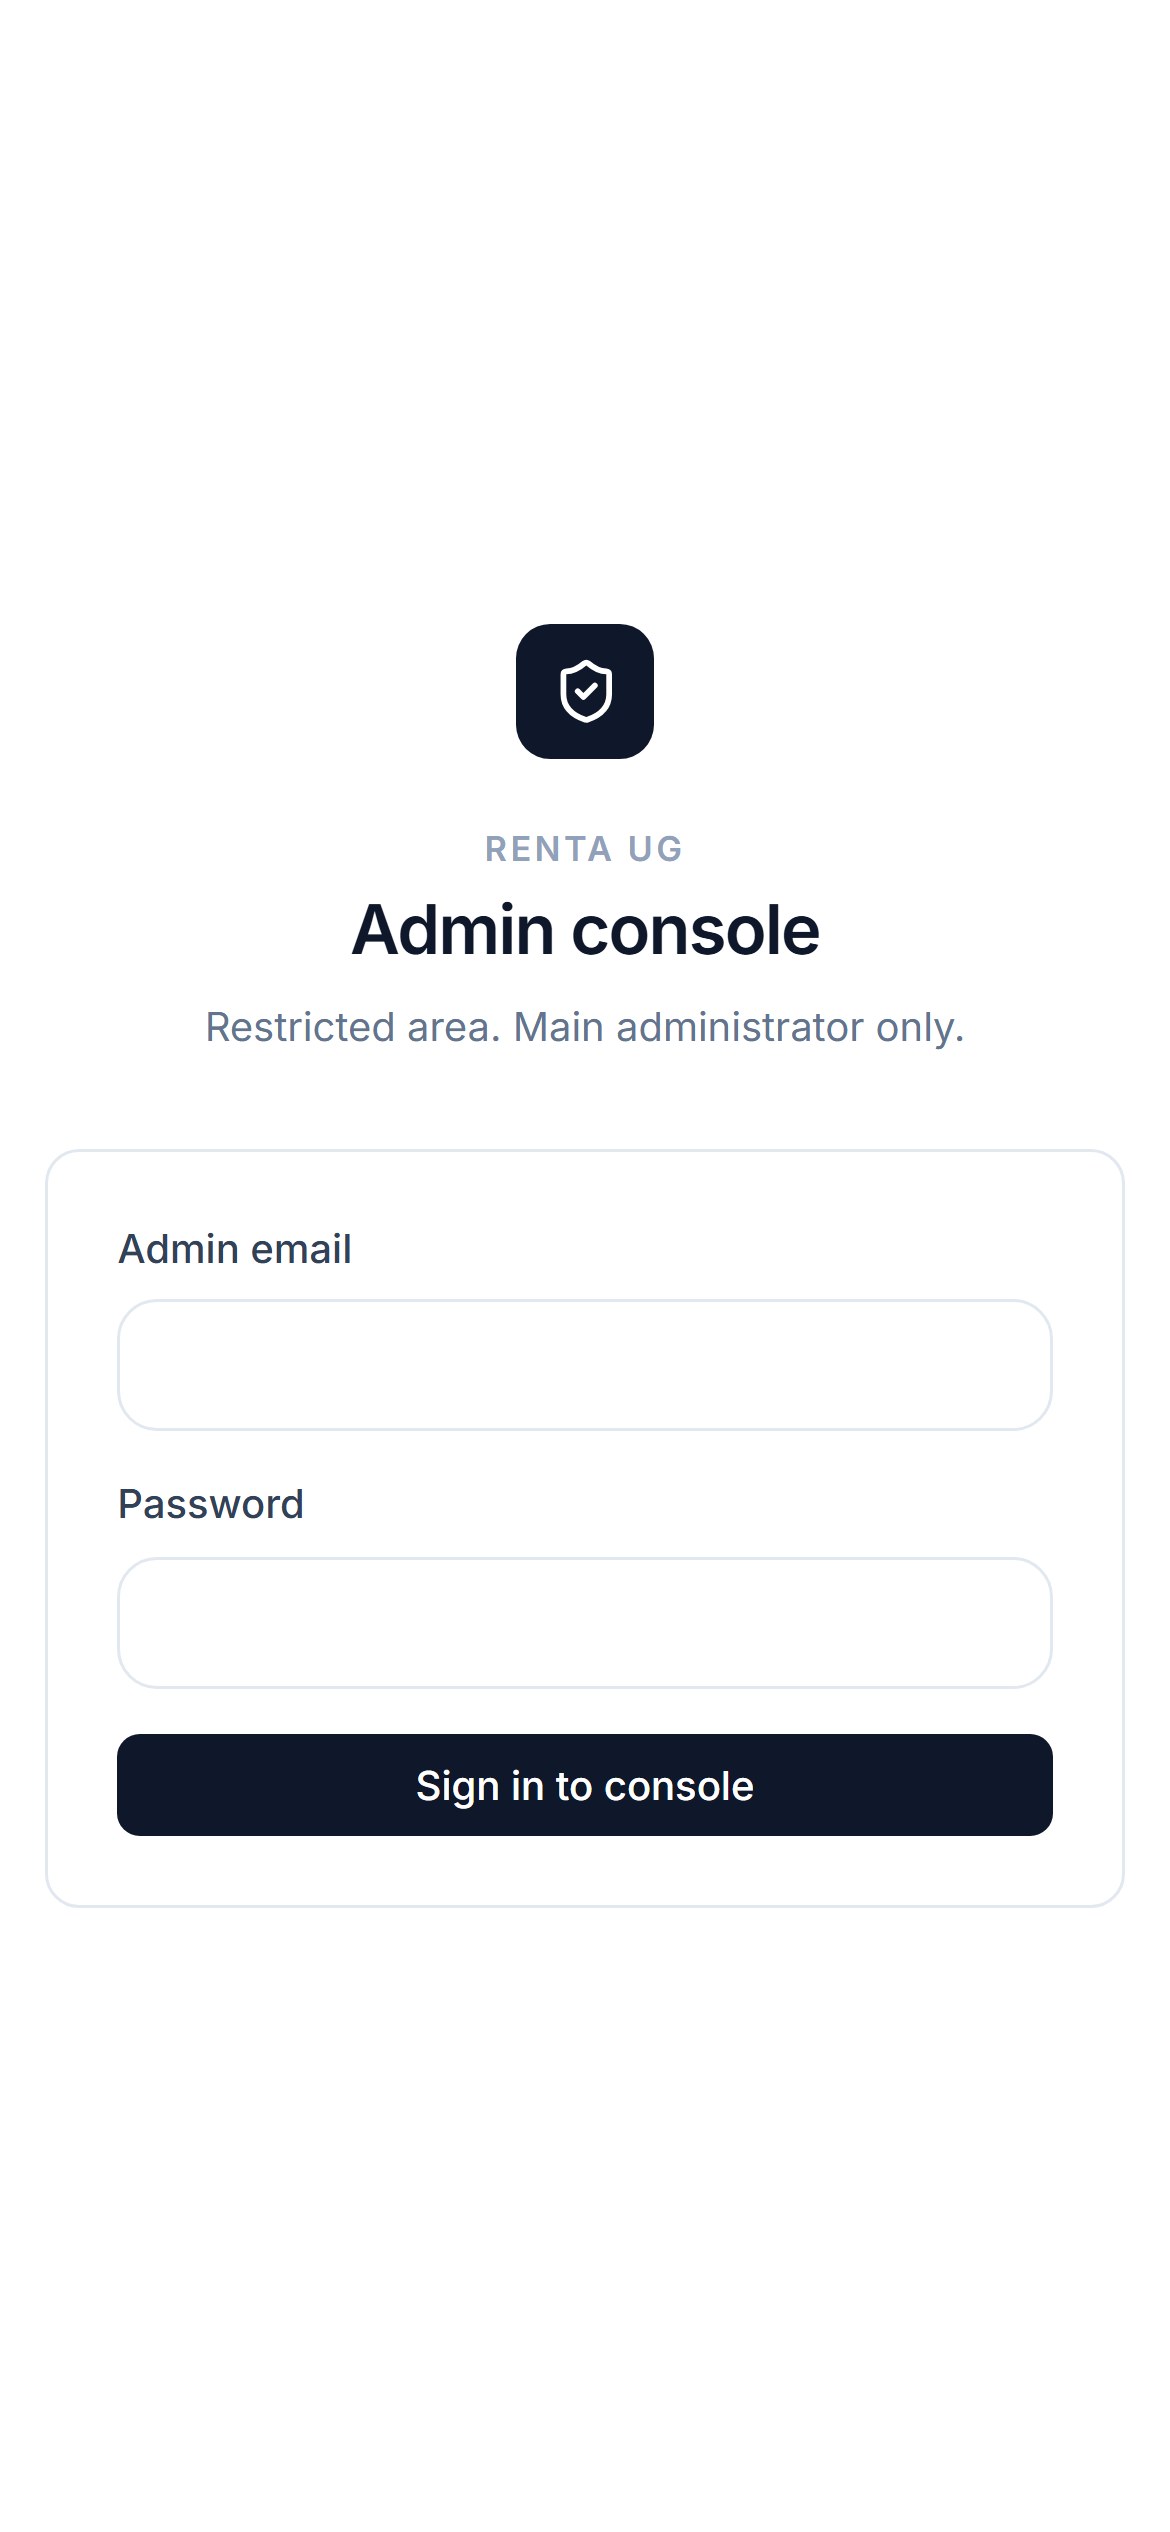 RENTA UG
Admin console
Restricted area. Main administrator only.
Admin email
Password
Sign in to console